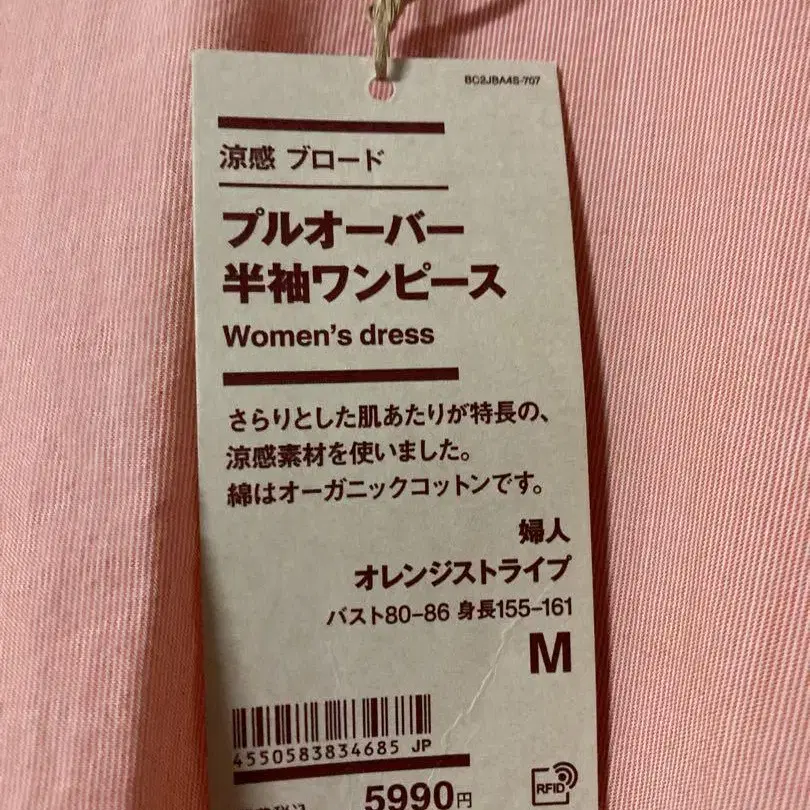 BC2JBA4S-707
涼感 ブロード
プルオーバー
半袖ワンピース
Women's dress
さらりとした肌あたりが特長の、
涼感素材を使いました。
綿はオーガニックコットンです。
婦人
オレンジストライプ
バスト80-86 身長155-161
M
4550583834685 JP
5990円
RFID